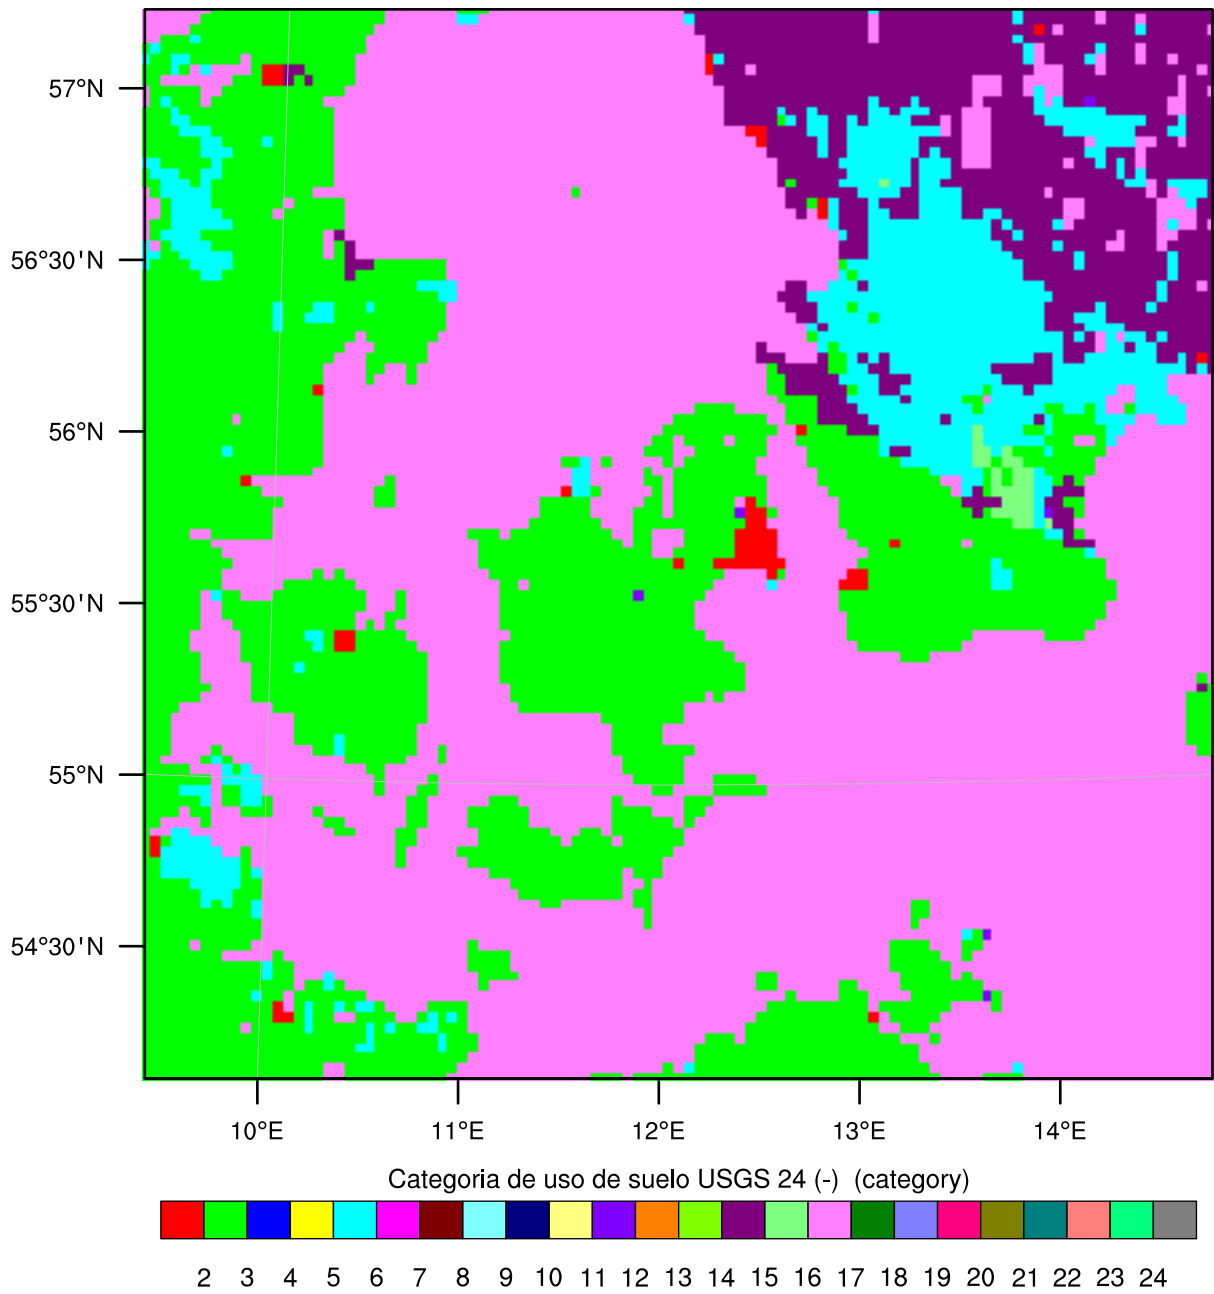 57°N
56°30'N
56°N
55°30'N
55°N
54°30'N
10°E 11°E 12°E 13°E 14°E
Categoria de uso de suelo USGS 24 (-) (category)
2 3 4 5 6 7 8 9 10 11 12 13 14 15 16 17 18 19 20 21 22 23 24